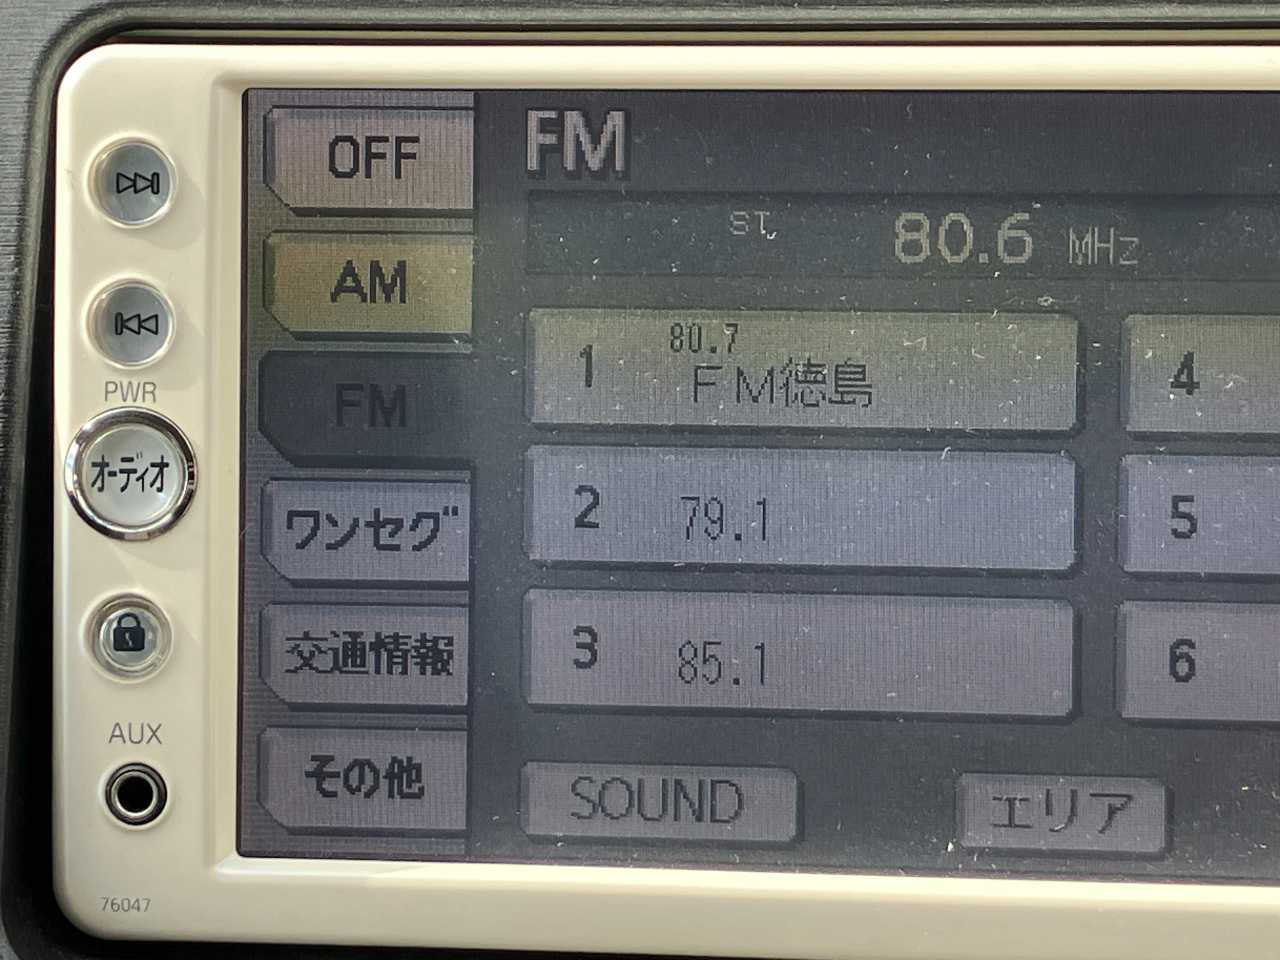 OFF
FM
ST
80.6 MHz
AM
1
80.7
FM徳島
4
PWR
FM
オーディオ
2
79.1
5
ワンセグ
3
85.1
6
交通情報
AUX
その他
SOUND
エリア
76047